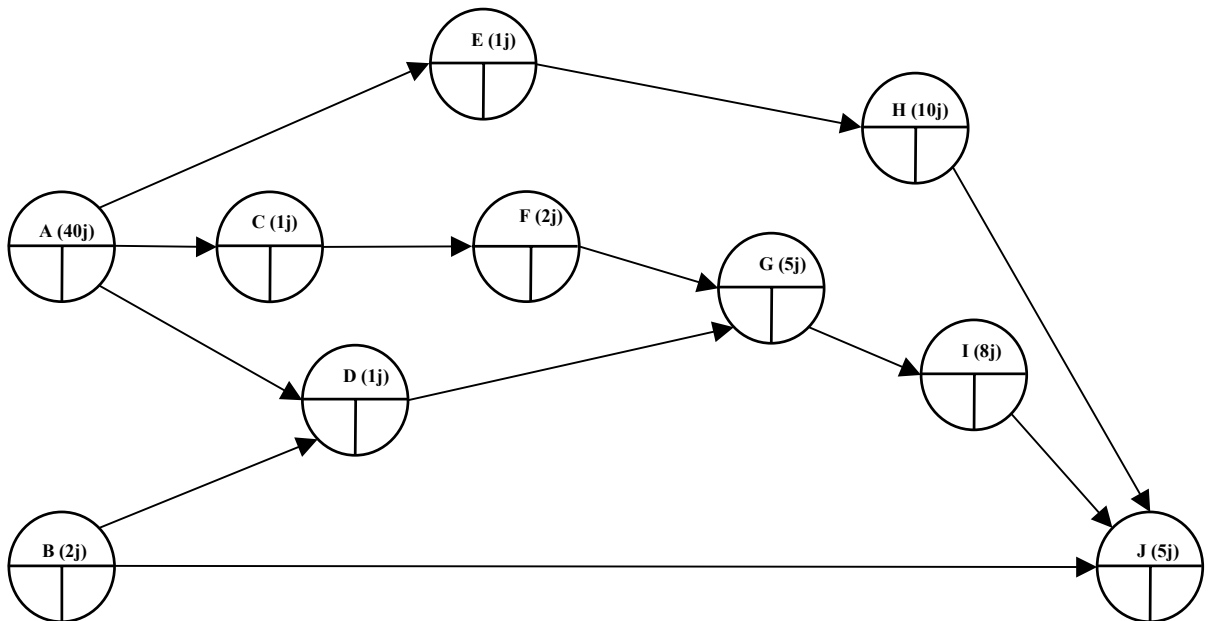 E (1j)
H (10j)
A (40j)
C (1j)
F (2j)
G (5j)
D (1j)
I (8j)
B (2j)
J (5j)